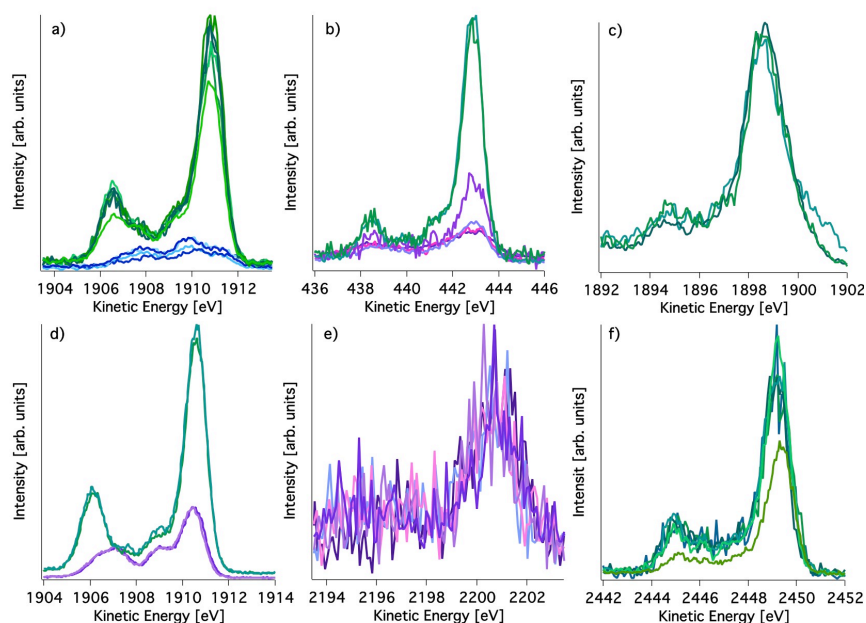 a)
Intensity [arb. units]
1904 1906 1908 1910 1912
Kinetic Energy [eV]
b)
Intensity [arb. units]
436 438 440 442 444 446
Kinetic Energy [eV]
c)
Intensity [arb. units]
1892 1894 1896 1898 1900 1902
Kinetic Energy [eV]
d)
Intensity [arb. units]
1904 1906 1908 1910 1912 1914
Kinetic Energy [eV]
e)
Intensity [arb. units]
2194 2196 2198 2200 2202
Kinetic Energy [eV]
f)
Intensit [arb. units]
2442 2444 2446 2448 2450 2452
Kinetic Energy [eV]